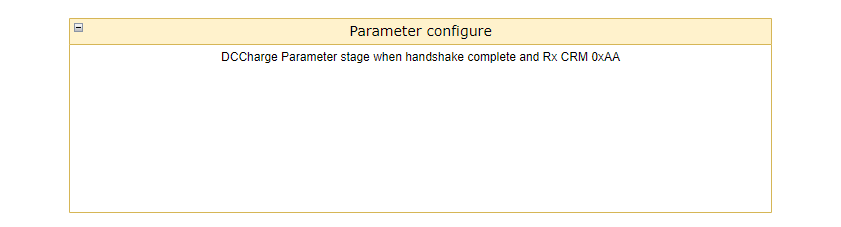 Parameter configure
DCCharge Parameter stage when handshake complete and Rx CRM 0xAA